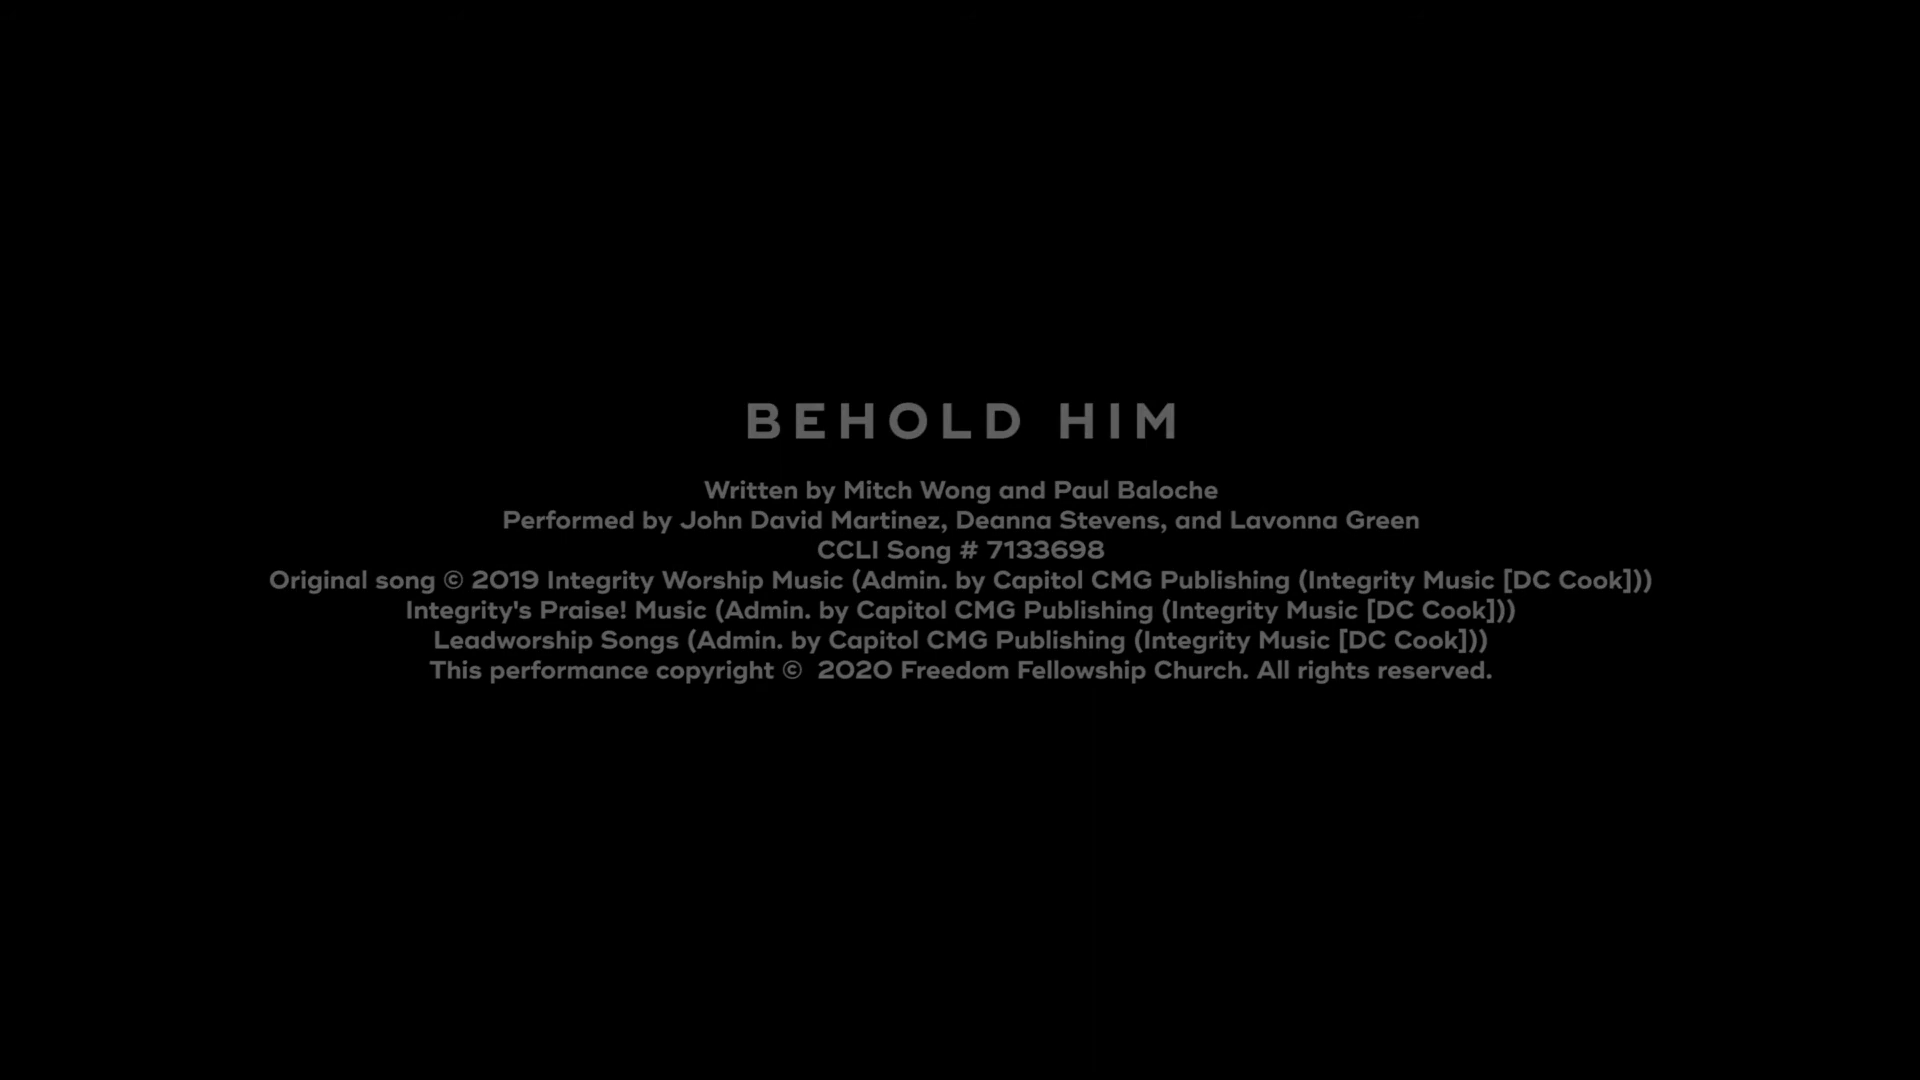 BEHOLD HIM
Written by Mitch Wong and Paul Baloche
Performed by John David Martinez, Deanna Stevens, and Lavonna Green
CCLI Song # 7133698
Original song © 2019 Integrity Worship Music (Admin. by Capitol CMG Publishing (Integrity Music [DC Cook]))
Integrity's Praise! Music (Admin. by Capitol CMG Publishing (Integrity Music [DC Cook]))
Leadworship Songs (Admin. by Capitol CMG Publishing (Integrity Music [DC Cook]))
This performance copyright ©  2020 Freedom Fellowship Church. All rights reserved.